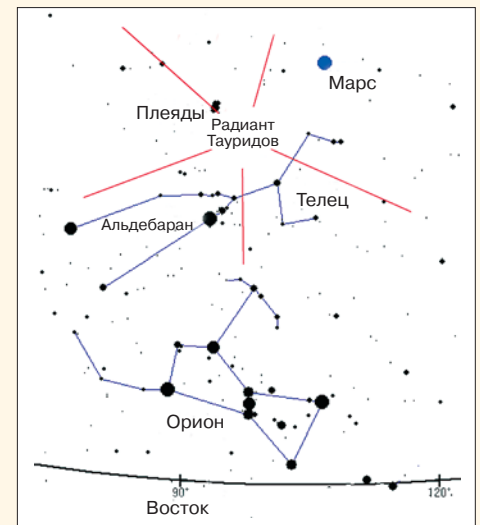 Марс
Плеяды
Радиант
Тауридов
Телец
Альдебаран
Орион
90°
120°
Восток